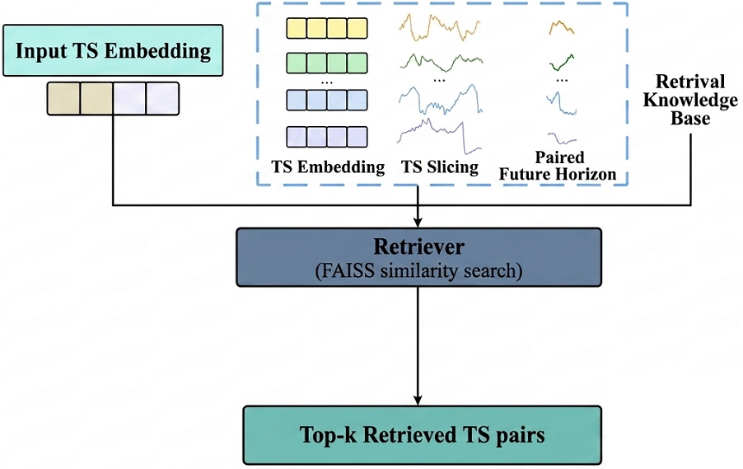 Input TS Embedding
...
...
...
TS Embedding
TS Slicing
Paired
Future Horizon
Retrival
Knowledge
Base
Retriever
(FAISS similarity search)
Top-k Retrieved TS pairs